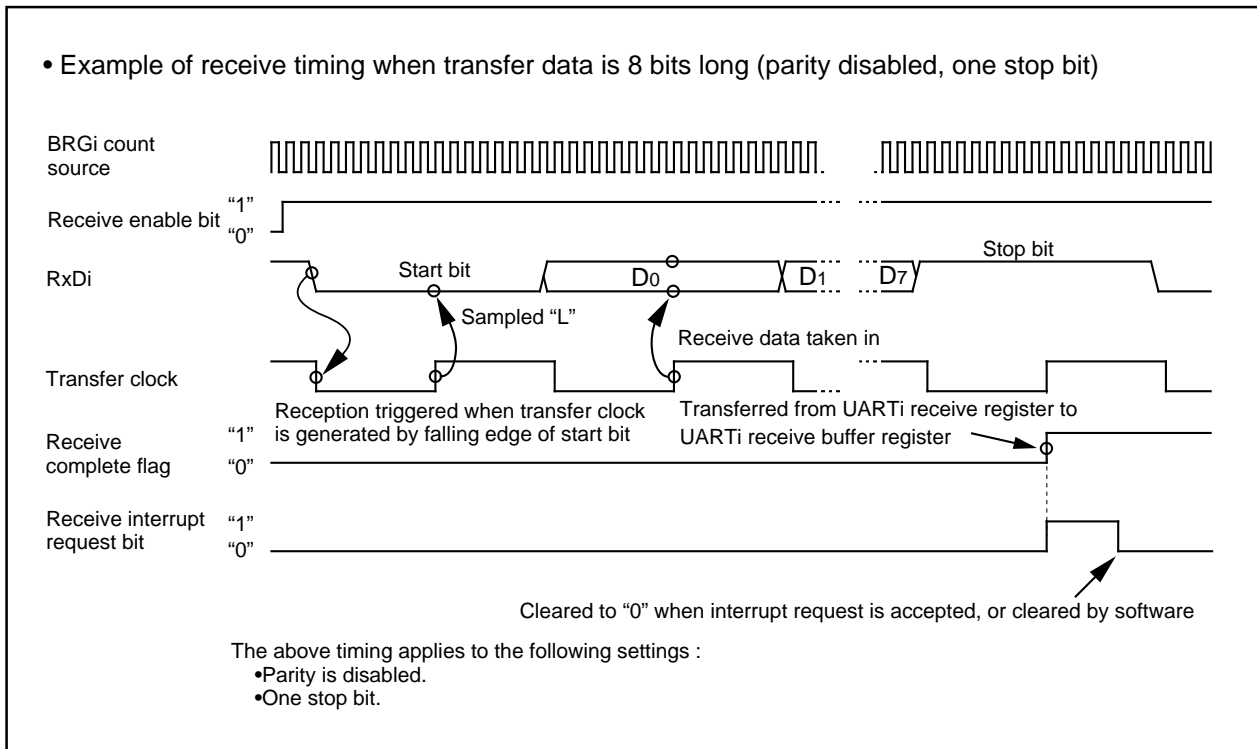 • Example of receive timing when transfer data is 8 bits long (parity disabled, one stop bit)
BRGi count
source
Receive enable bit
“1”
“0”
RxDi
Start bit
D0
D1
D7
Stop bit
Sampled “L”
Receive data taken in
Transfer clock
Reception triggered when transfer clock
is generated by falling edge of start bit
Transferred from UARTi receive register to
UARTi receive buffer register
Receive
complete flag
“1”
“0”
Receive interrupt
request bit
“1”
“0”
Cleared to “0” when interrupt request is accepted, or cleared by software
The above timing applies to the following settings :
•Parity is disabled.
•One stop bit.